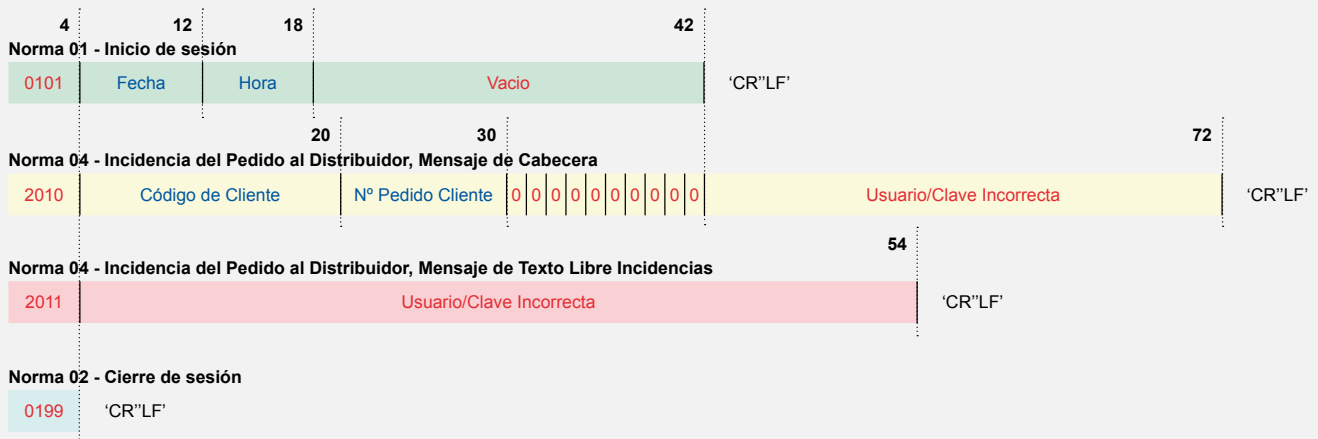 4 12 18 42
Norma 01 - Inicio de sesión
0101 Fecha Hora Vacio ‘CR’’LF’
20 30 72
Norma 04 - Incidencia del Pedido al Distribuidor, Mensaje de Cabecera
2010 Código de Cliente Nº Pedido Cliente 0 0 0 0 0 0 0 0 0 0 Usuario/Clave Incorrecta ‘CR’’LF’
54
Norma 04 - Incidencia del Pedido al Distribuidor, Mensaje de Texto Libre Incidencias
2011 Usuario/Clave Incorrecta ‘CR’’LF’
Norma 02 - Cierre de sesión
0199 ‘CR’’LF’